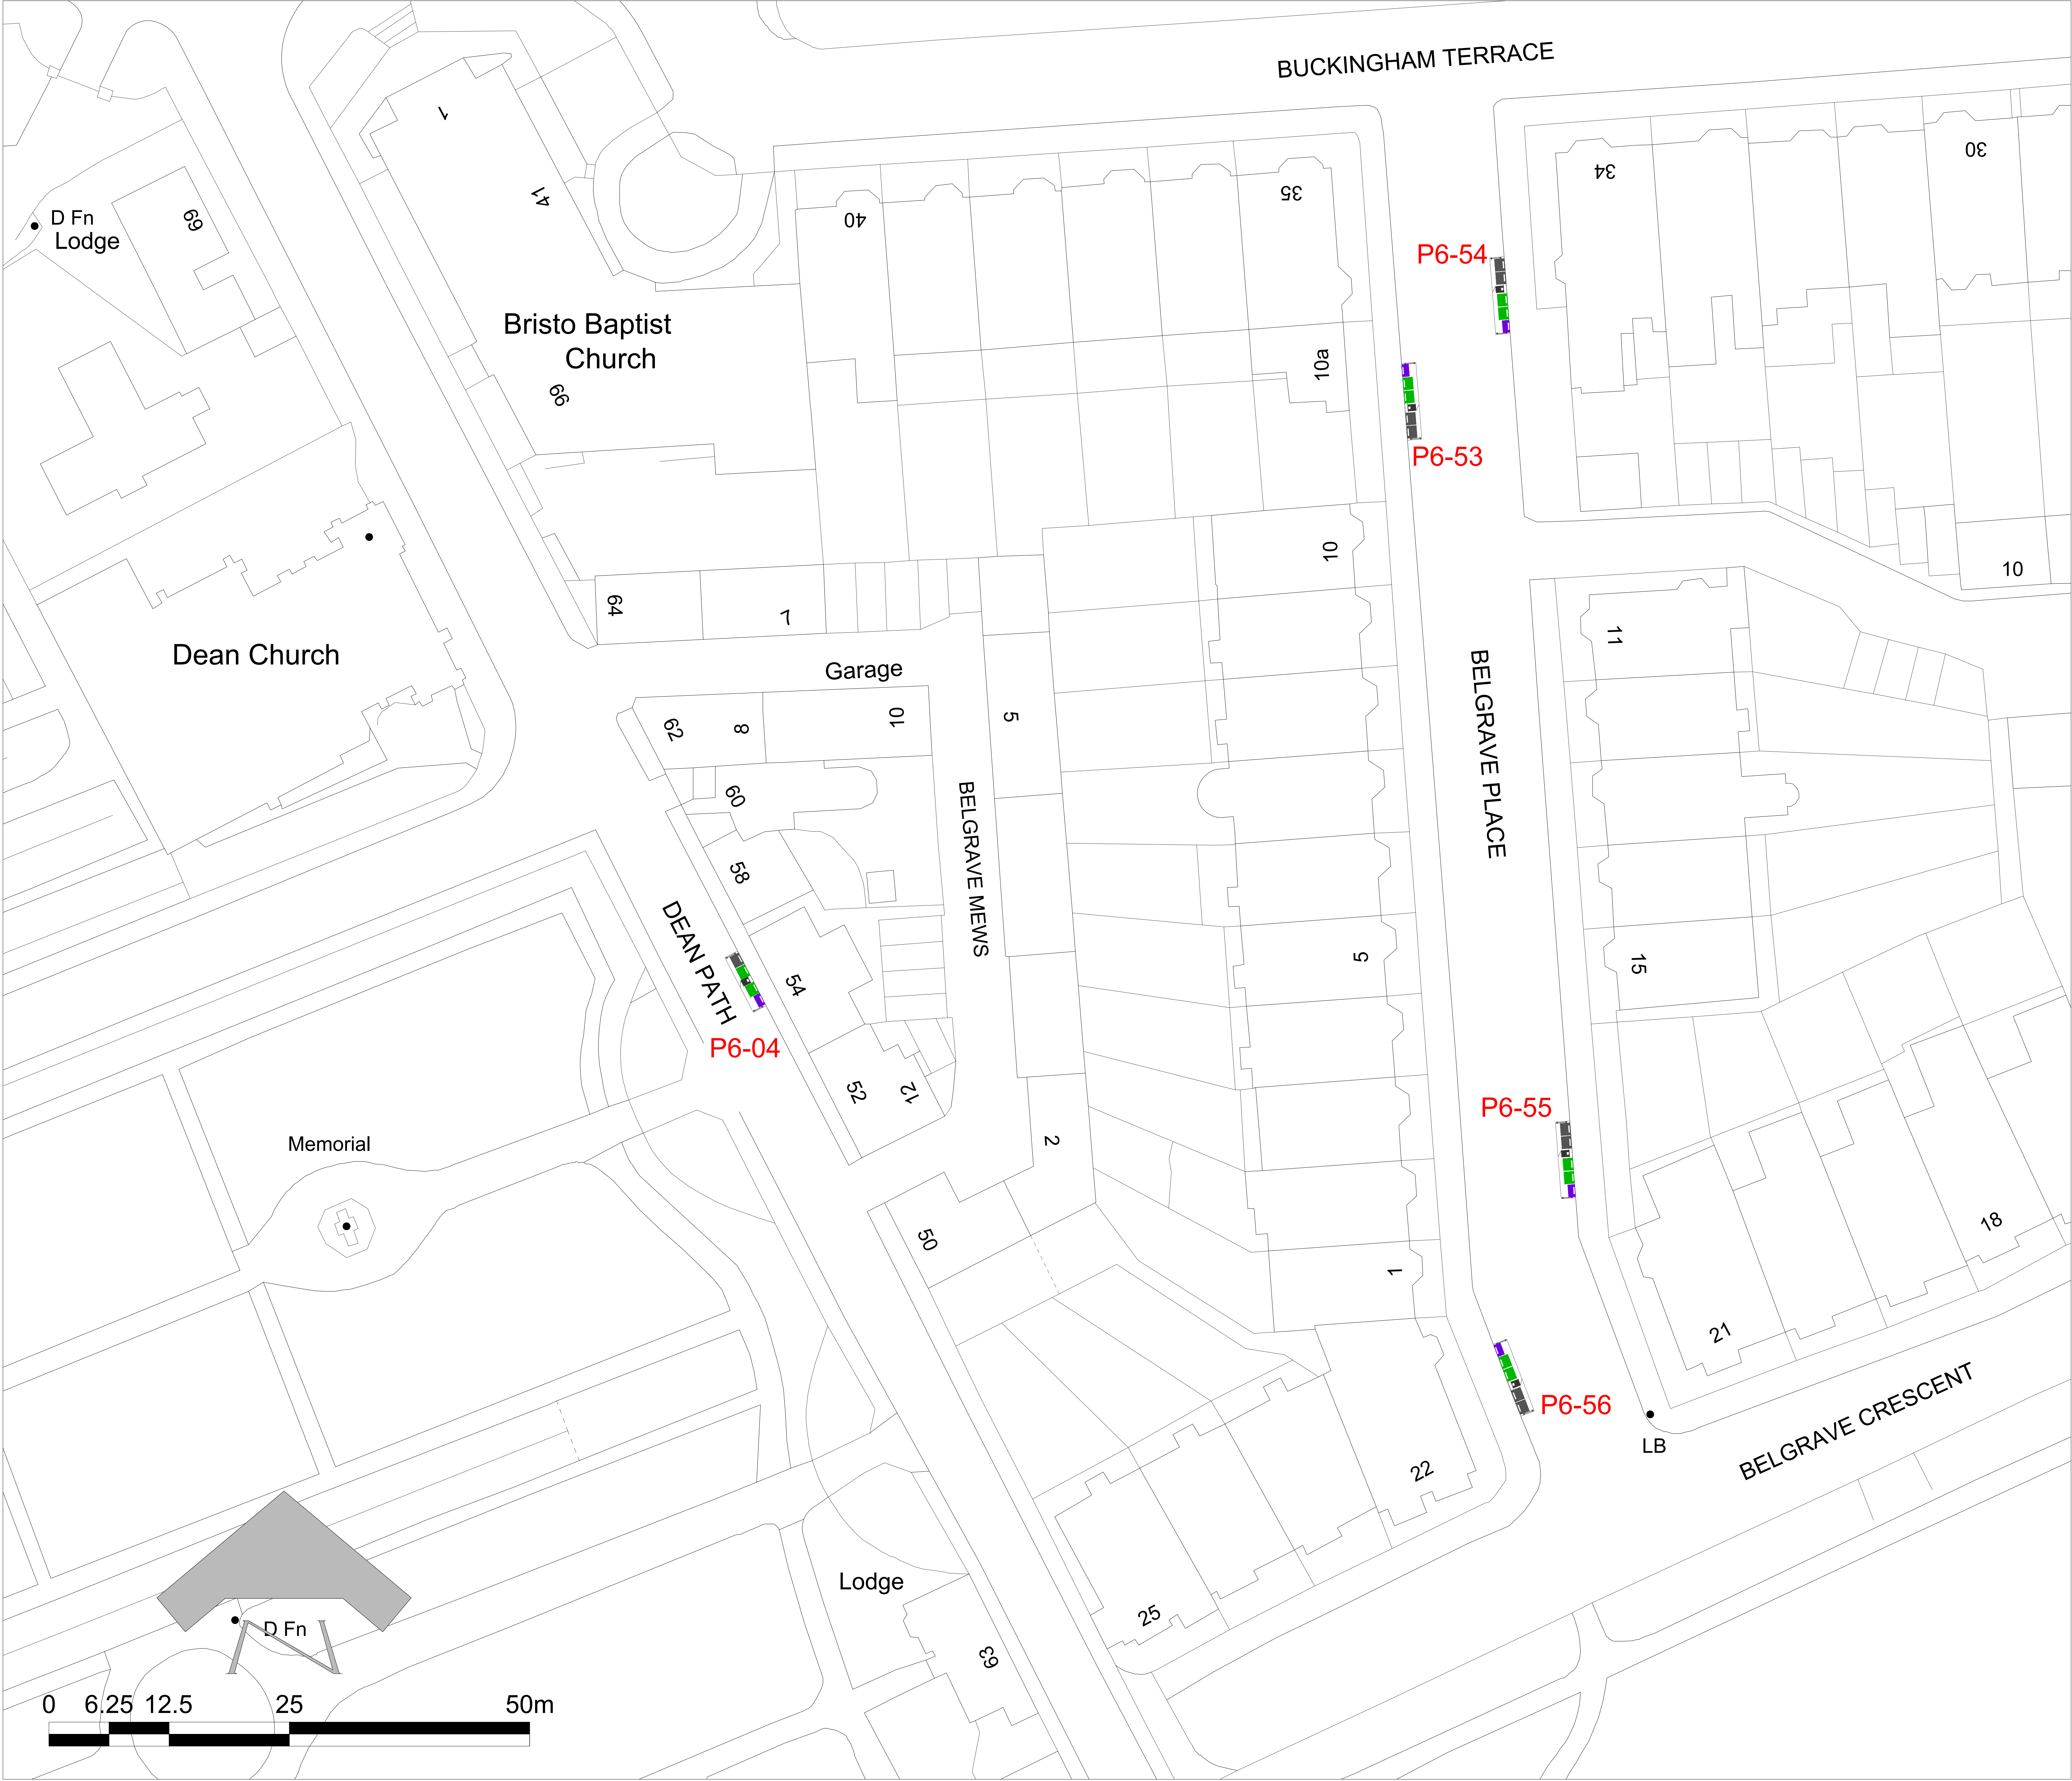 BUCKINGHAM TERRACE
1
41
69
D Fn
Lodge
40
35
34
30
P6-54
Bristo Baptist
Church
66
10a
P6-53
10
10
64
7
11
Dean Church
Garage
62
8
10
5
BELGRAVE PLACE
60
BELGRAVE MEWS
58
DEAN PATH
54
5
15
P6-04
52
12
2
P6-55
Memorial
50
1
18
21
P6-56
LB
BELGRAVE CRESCENT
22
Lodge
25
63
D Fn
N
0 6.25 12.5 25 50m